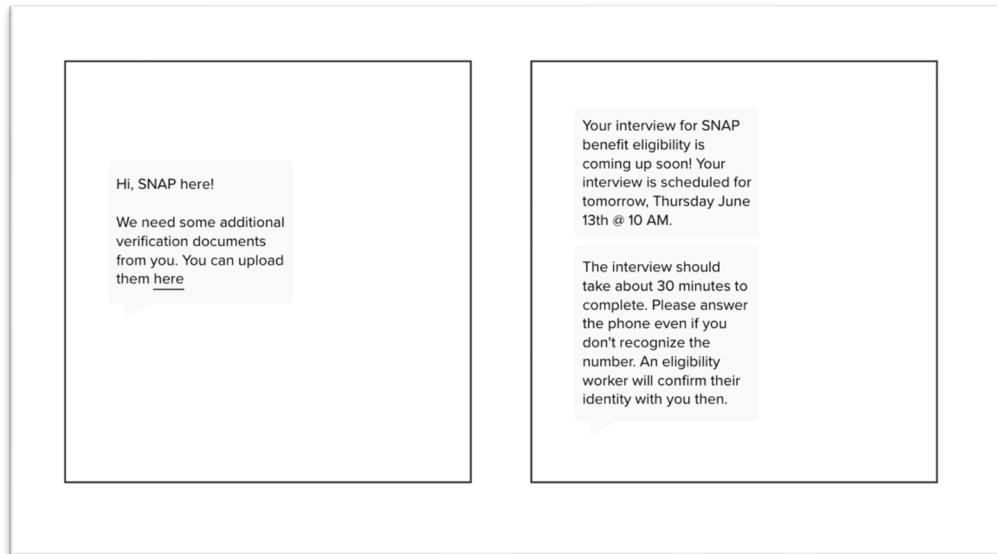 Hi, SNAP here!
We need some additional
verification documents
from you. You can upload
them here
Your interview for SNAP
benefit eligibility is
coming up soon! Your
interview is scheduled for
tomorrow, Thursday June
13th @ 10 AM.
The interview should
take about 30 minutes to
complete. Please answer
the phone even if you
don't recognize the
number. An eligibility
worker will confirm their
identity with you then.